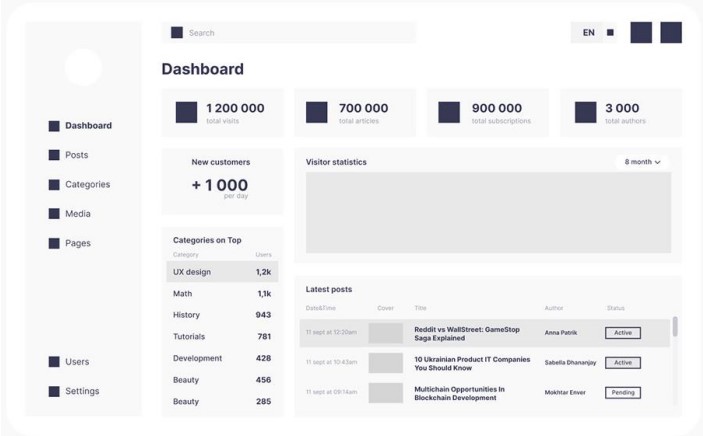 Search
EN
Dashboard
Dashboard
Posts
Categories
Media
Pages
Users
Settings
1 200 000
total visits
700 000
total articles
900 000
total subscriptions
3 000
total authors
New customers
+ 1 000
per day
Categories on Top
Category Users
UX design 1,2k
Math 1,1k
History 943
Tutorials 781
Development 428
Beauty 456
Beauty 285
Visitor statistics
8 month
Latest posts
Date&Time Cover Title Author Status
11 sept at 12:20am
Reddit vs WallStreet: GameStop
Saga Explained
Anna Patrik
Active
11 sept at 10:43am
10 Ukrainian Product IT Companies
You Should Know
Sabella Dhananjay
Active
11 sept at 09:14am
Multichain Opportunities In
Blockchain Development
Mokhtar Enver
Pending